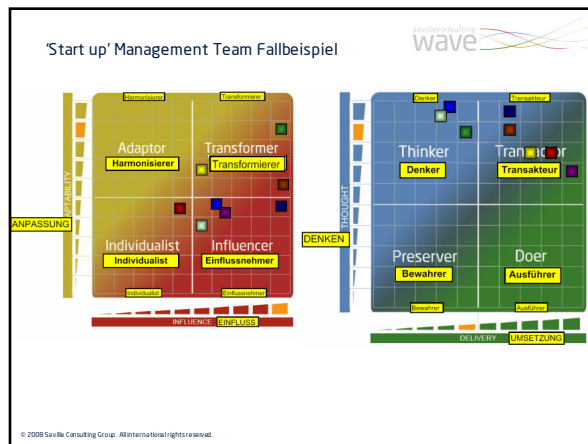 'Start up' Management Team Fallbeispiel
savilleconsulting
wave
Harmonisierer
Transformierer
Adaptor
Harmonisierer
Transformer
Transformierer
APTABILITY
ANPASSUNG
Individualist
Individualist
Influencer
Einflussnehmer
Individualist
Einflussnehmer
INFLUENCE
EINFLUSS
Denker
Transakteur
Thinker
Denker
Transakteur
THOUGHT
DENKEN
Preserver
Bewahrer
Doer
Ausführer
Bewahrer
Ausführer
DELIVERY
UMSETZUNG
© 2008 Saville Consulting Group. All international rights reserved.